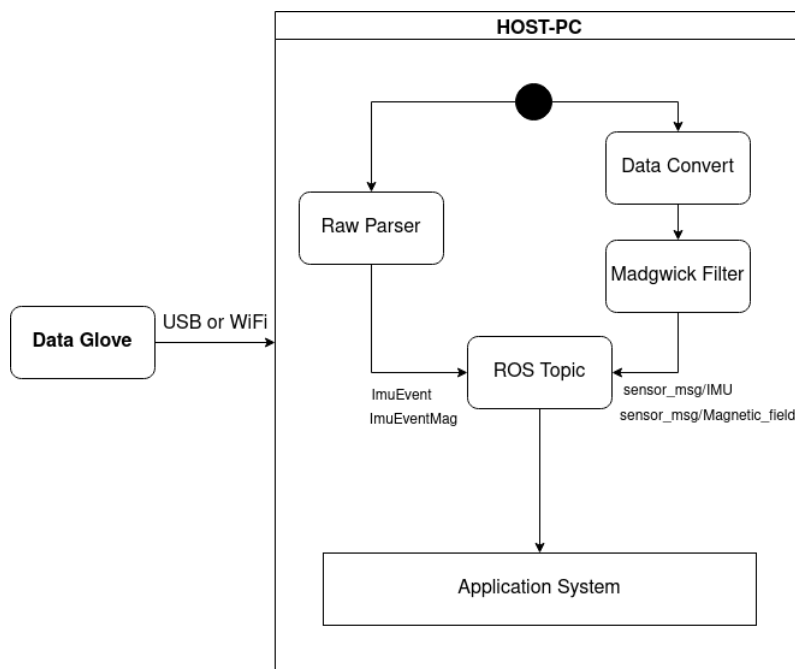 HOST-PC
Data Convert
Raw Parser
Madgwick Filter
USB or WiFi
Data Glove
ROS Topic
ImuEvent
ImuEventMag
sensor_msg/IMU
sensor_msg/Magnetic_field
Application System